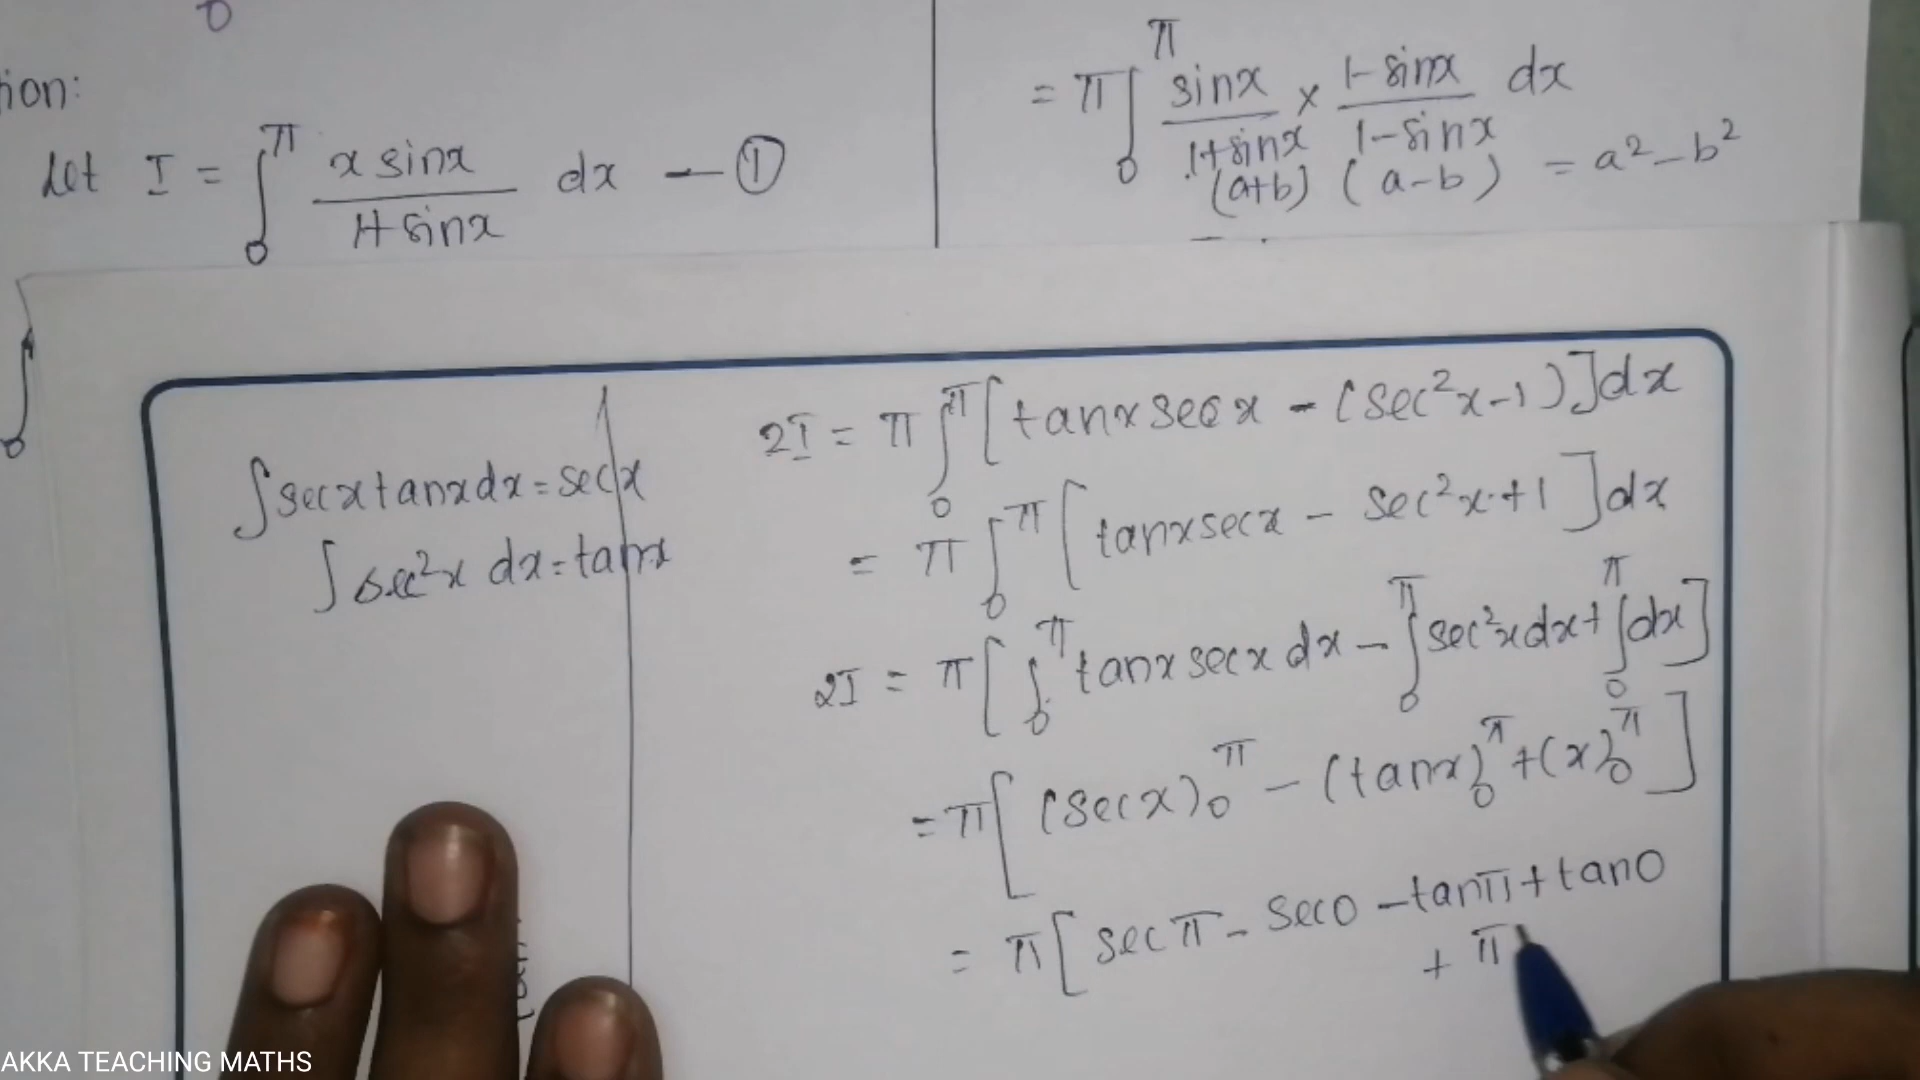 0
ion:
Let I = ∫₀^π x sinx / 1+sinx dx — ①
= π ∫₀^π sinx / 1+sinx × 1-sinx / 1-sinx dx
(a+b) (a-b) = a² - b²
∫ secx tanx dx = secx
∫ sec²x dx = tanx
2I = π ∫₀^π [tanx secx - (sec²x-1)] dx
= π ∫₀^π [tanx secx - sec²x+1] dx
2I = π [∫₀^π tanx secx dx - ∫₀^π sec²x dx + ∫₀^π dx]
= π [(secx)₀^π - (tanx)₀^π + (x)₀^π]
= π [secπ - sec0 - tanπ + tan0
+ π
AKKA TEACHING MATHS